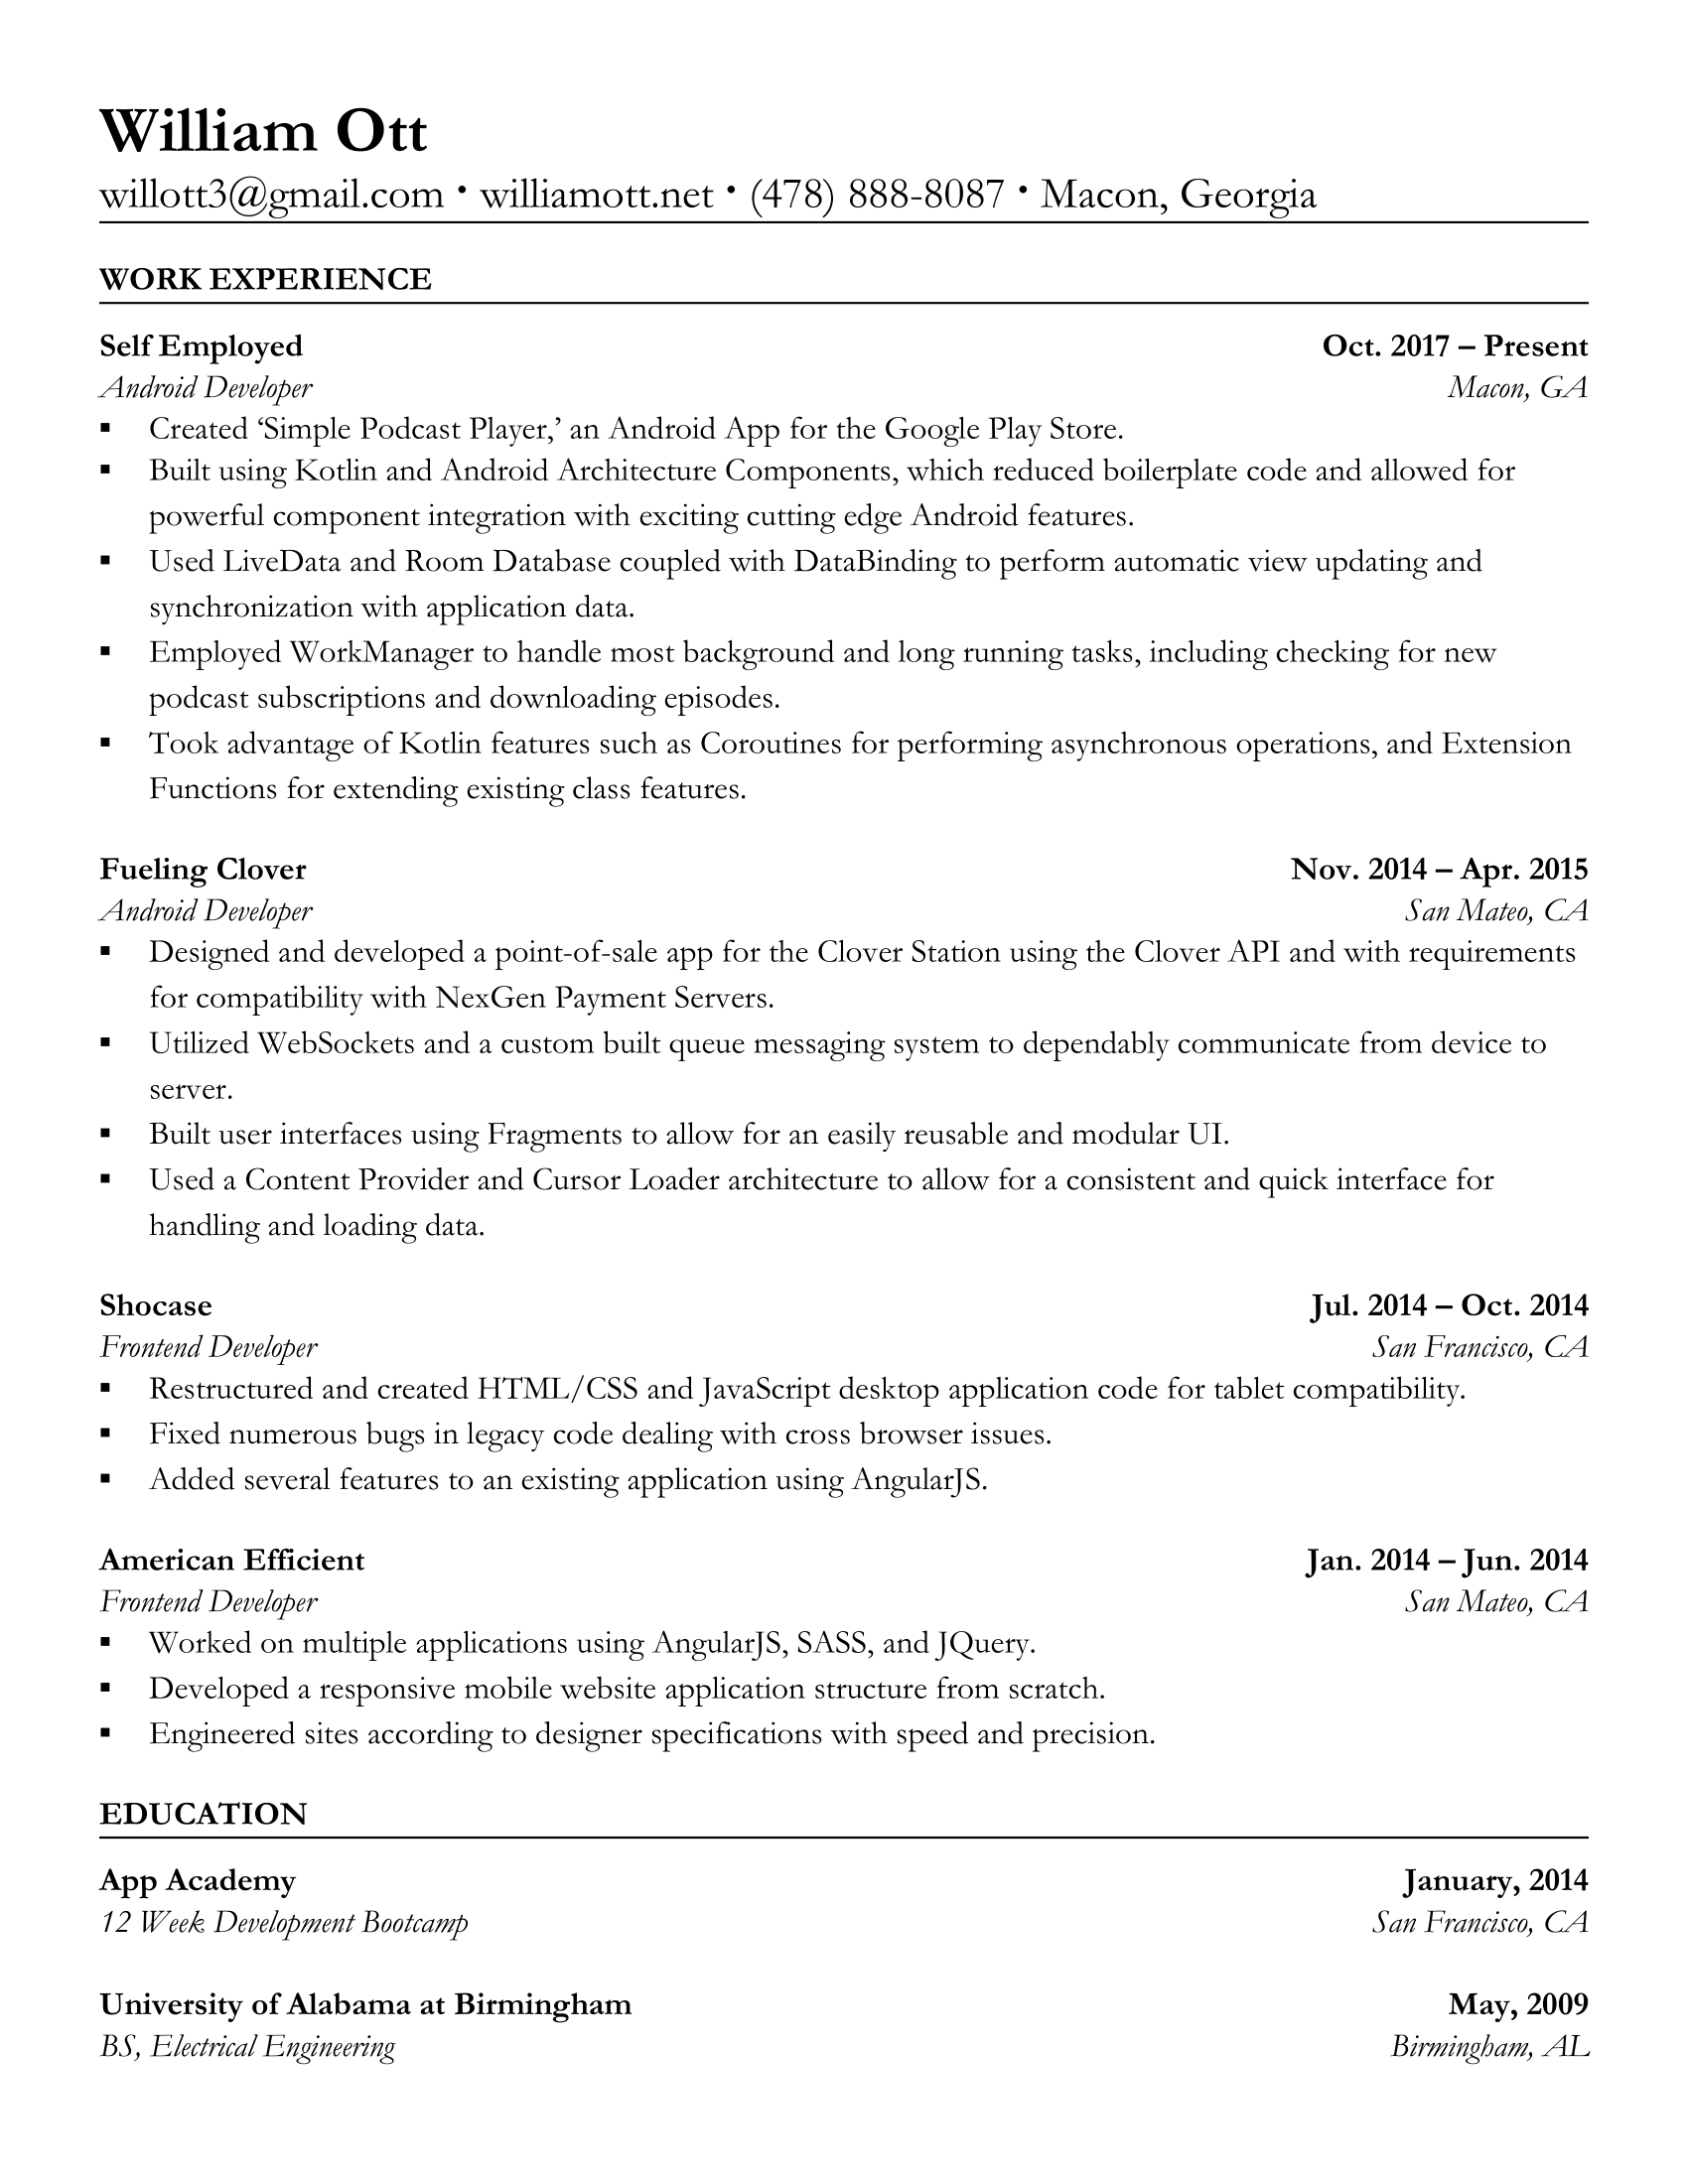 William Ott
willott3@gmail.com • williamott.net • (478) 888-8087 • Macon, Georgia
WORK EXPERIENCE
Self Employed Oct. 2017 – Present
Android Developer Macon, GA
▪ Created ‘Simple Podcast Player,’ an Android App for the Google Play Store.
▪ Built using Kotlin and Android Architecture Components, which reduced boilerplate code and allowed for
powerful component integration with exciting cutting edge Android features.
▪ Used LiveData and Room Database coupled with DataBinding to perform automatic view updating and
synchronization with application data.
▪ Employed WorkManager to handle most background and long running tasks, including checking for new
podcast subscriptions and downloading episodes.
▪ Took advantage of Kotlin features such as Coroutines for performing asynchronous operations, and Extension
Functions for extending existing class features.
Fueling Clover Nov. 2014 – Apr. 2015
Android Developer San Mateo, CA
▪ Designed and developed a point-of-sale app for the Clover Station using the Clover API and with requirements
for compatibility with NexGen Payment Servers.
▪ Utilized WebSockets and a custom built queue messaging system to dependably communicate from device to
server.
▪ Built user interfaces using Fragments to allow for an easily reusable and modular UI.
▪ Used a Content Provider and Cursor Loader architecture to allow for a consistent and quick interface for
handling and loading data.
Shocase Jul. 2014 – Oct. 2014
Frontend Developer San Francisco, CA
▪ Restructured and created HTML/CSS and JavaScript desktop application code for tablet compatibility.
▪ Fixed numerous bugs in legacy code dealing with cross browser issues.
▪ Added several features to an existing application using AngularJS.
American Efficient Jan. 2014 – Jun. 2014
Frontend Developer San Mateo, CA
▪ Worked on multiple applications using AngularJS, SASS, and JQuery.
▪ Developed a responsive mobile website application structure from scratch.
▪ Engineered sites according to designer specifications with speed and precision.
EDUCATION
App Academy January, 2014
12 Week Development Bootcamp San Francisco, CA
University of Alabama at Birmingham May, 2009
BS, Electrical Engineering Birmingham, AL